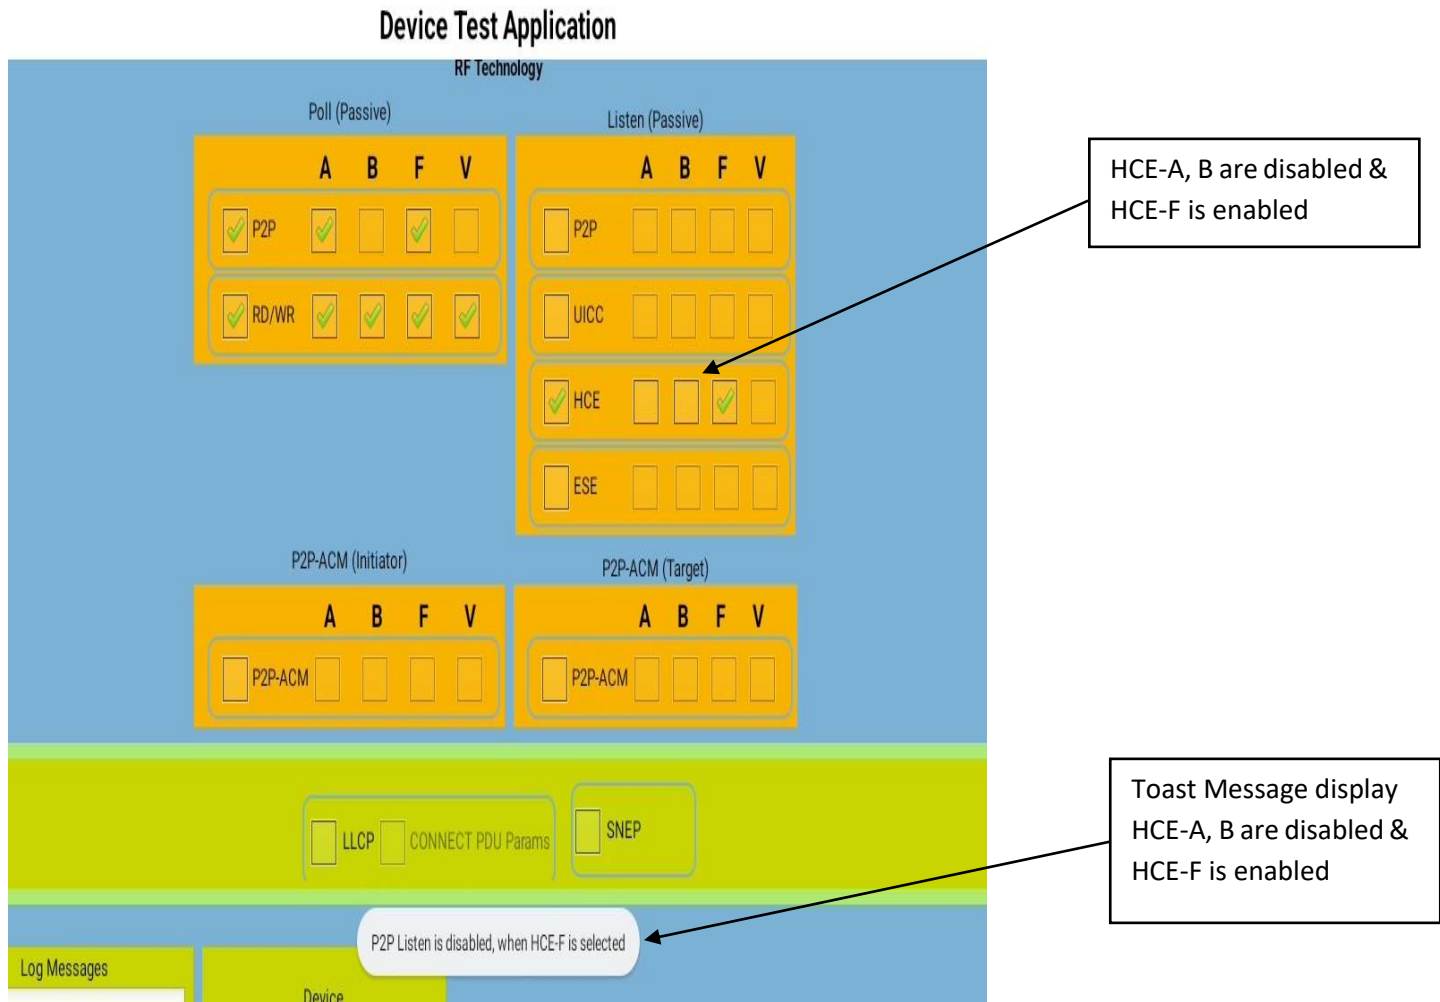 Device Test Application
RF Technology
Poll (Passive)
A B F V
P2P
RD/WR
Listen (Passive)
A B F V
P2P
UICC
HCE
ESE
P2P-ACM (Initiator)
A B F V
P2P-ACM
P2P-ACM (Target)
A B F V
P2P-ACM
LLCP CONNECT PDU Params
SNEP
P2P Listen is disabled, when HCE-F is selected
Log Messages
Device
HCE-A, B are disabled &
HCE-F is enabled
Toast Message display
HCE-A, B are disabled &
HCE-F is enabled